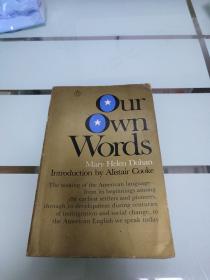 Our
Own
Words
Mary Helen Dohan
Introduction by Alistair Cooke
The making of the American language—
from its beginnings among
the earliest settlers and pioneers,
through its development during centuries
of immigration and social change, to
the American English we speak today